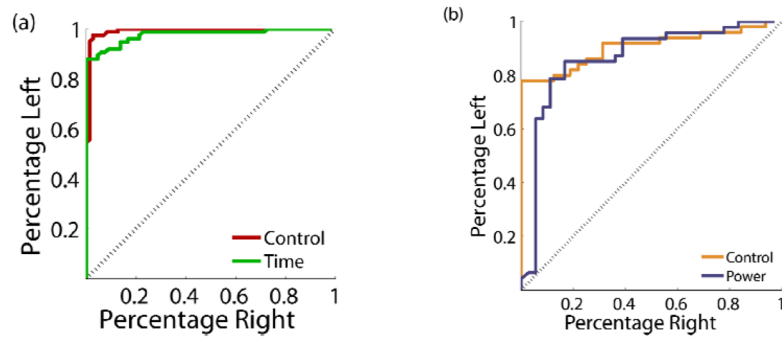 (a)
1
0.8
0.6
0.4
0.2
Percentage Left
Control
Time
0.2 0.4 0.6 0.8 1
Percentage Right
(b)
1
0.8
0.6
0.4
0.2
Percentage Left
Control
Power
0.2 0.4 0.6 0.8 1
Percentage Right